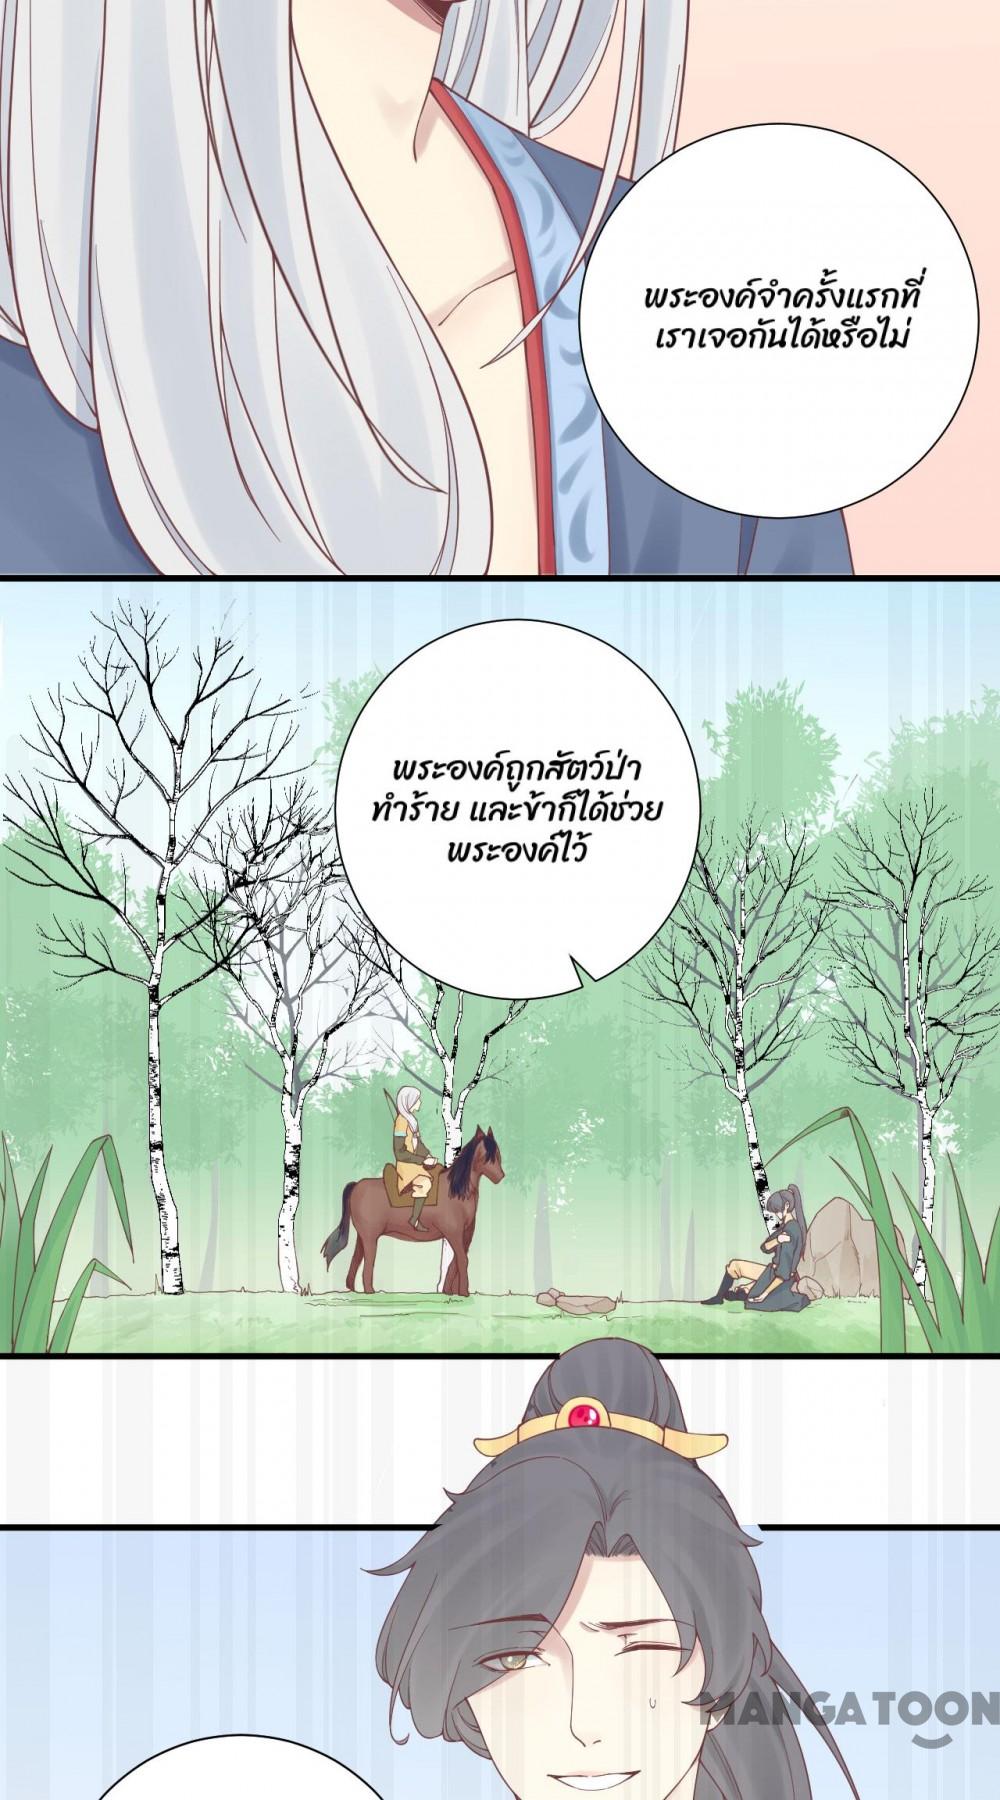 พระองค์จำครั้งแรกที่
เราเจอกันได้หรือไม่
พระองค์ถูกสัตว์ป่า
ทำร้าย และข้าก็ได้ช่วย
พระองค์ไว้
MANGATOON